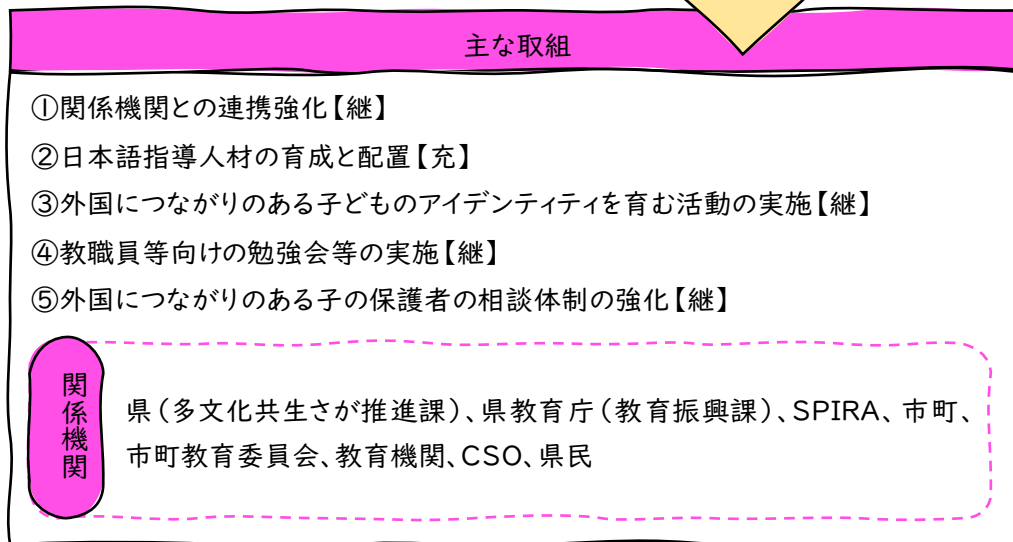 主な取組
①関係機関との連携強化【継】
②日本語指導人材の育成と配置【充】
③外国につながりのある子どものアイデンティティを育む活動の実施【継】
④教職員等向けの勉強会等の実施【継】
⑤外国につながりのある子の保護者の相談体制の強化【継】
関係機関
県(多文化共生さが推進課)、県教育庁(教育振興課)、SPIRA、市町、
市町教育委員会、教育機関、CSO、県民